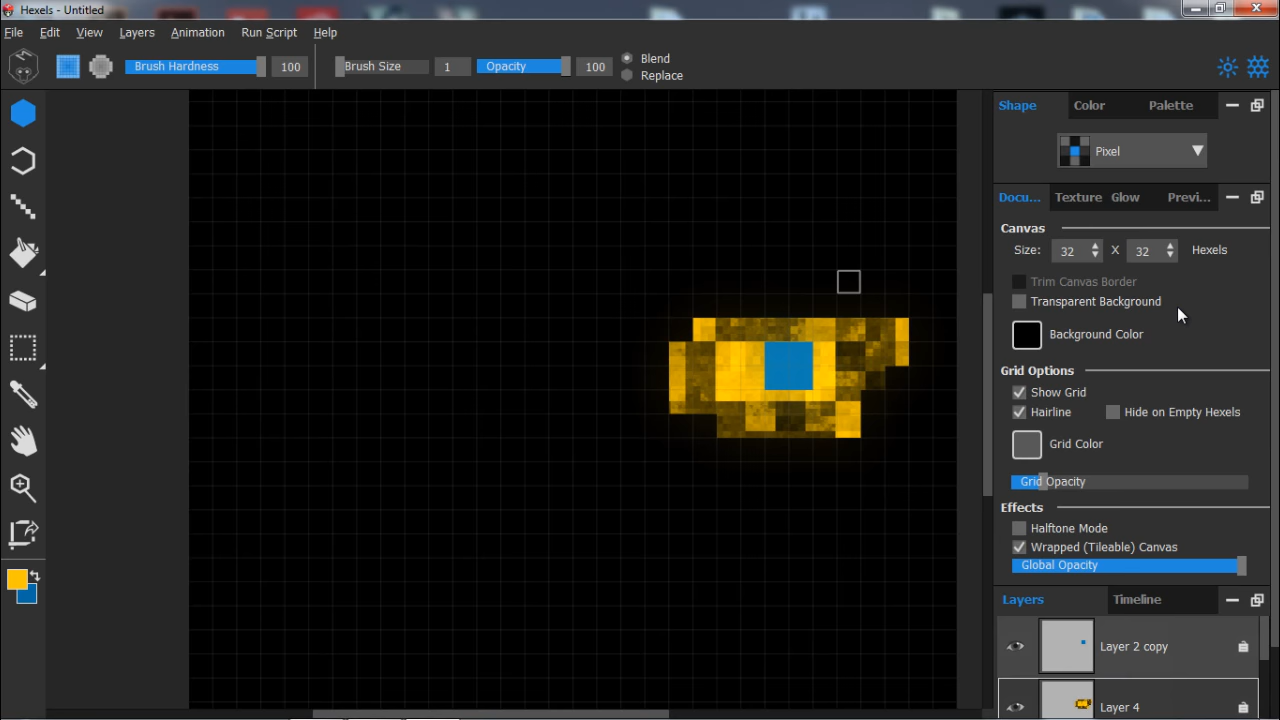 Hexels - Untitled
File Edit View Layers Animation Run Script Help
Brush Hardness 100 Brush Size 1 Opacity 100 Blend
Replace
Shape Color Palette
Pixel
Docu... Texture Glow Previ...
Canvas
Size: 32 X 32 Hexels
Trim Canvas Border
Transparent Background
Background Color
Grid Options
Show Grid
Hairline Hide on Empty Hexels
Grid Color
Grid Opacity
Effects
Halftone Mode
Wrapped (Tileable) Canvas
Global Opacity
Layers Timeline
Layer 2 copy
Layer 4